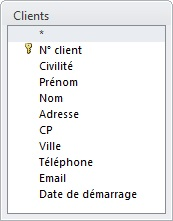 Clients
*
N° client
Civilité
Prénom
Nom
Adresse
CP
Ville
Téléphone
Email
Date de démarrage